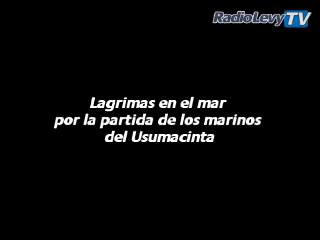 RadioLevyTV
Lagrimas en el mar
por la partida de los marinos
del Usumacinta